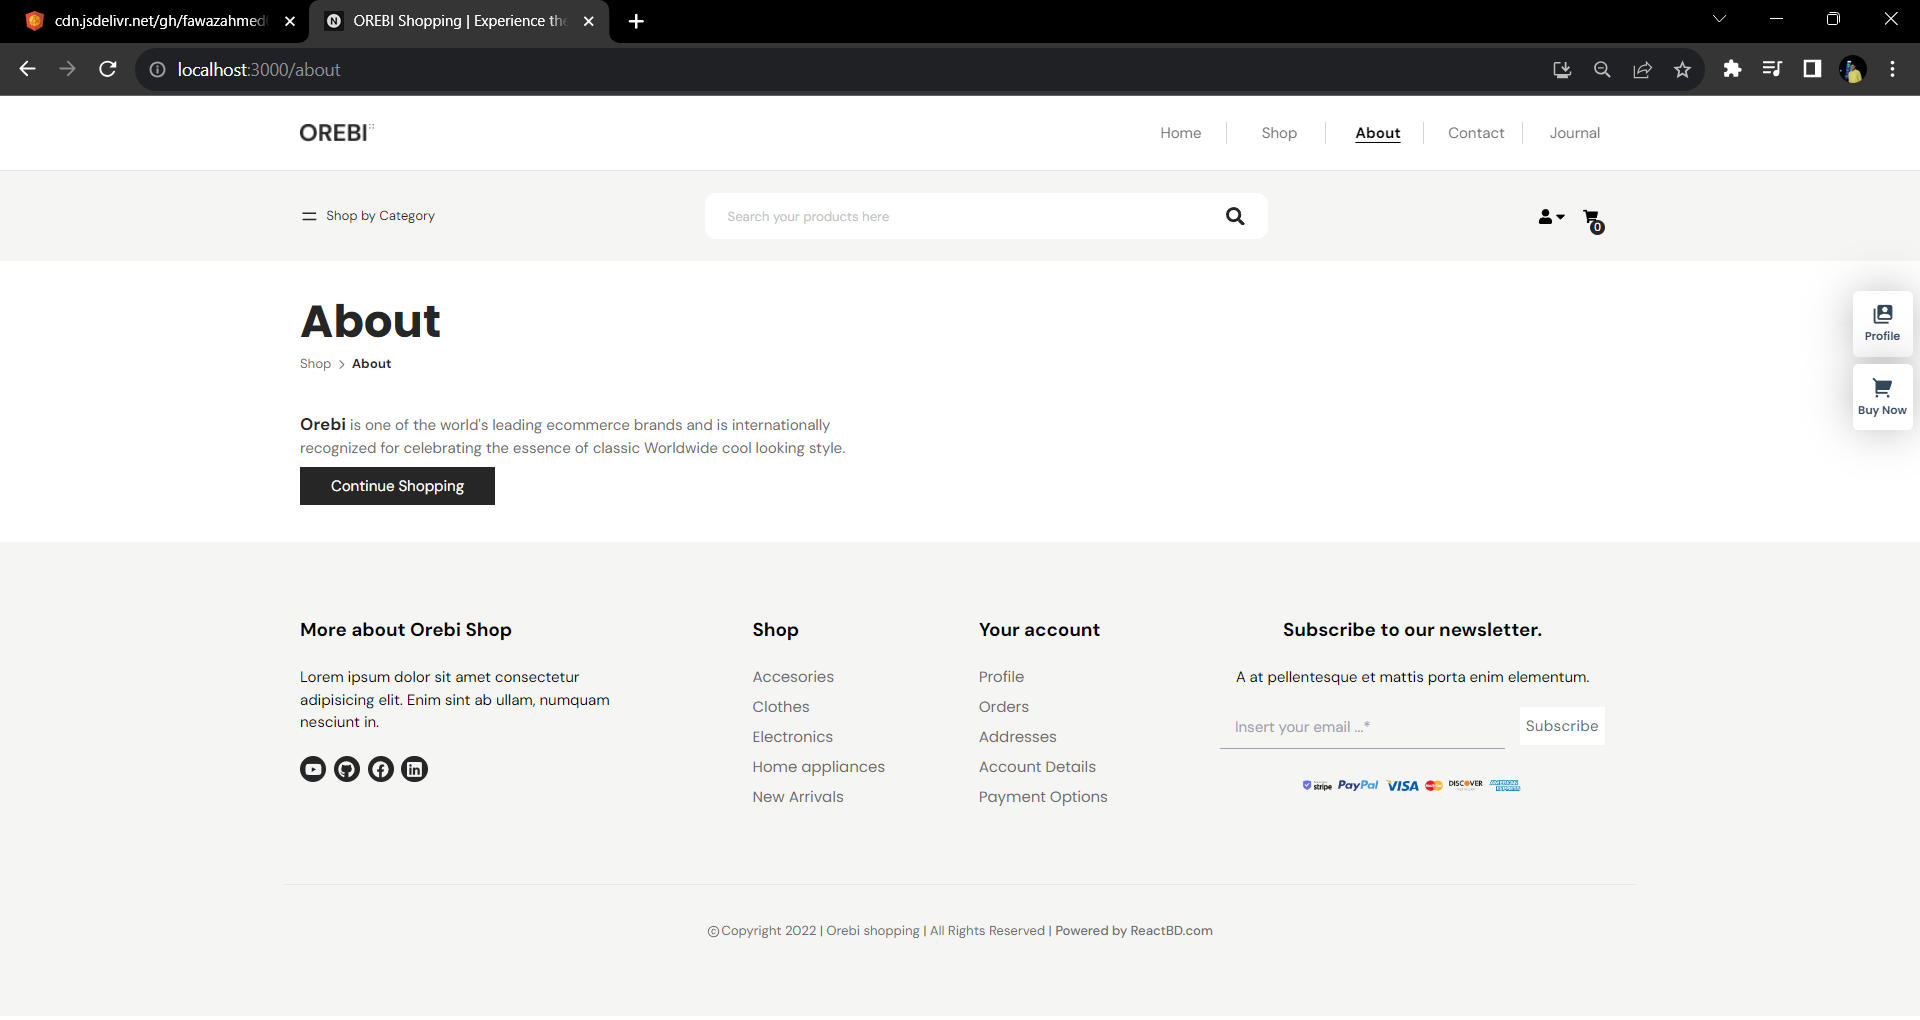 cdn.jsdelivr.net/gh/fawazahmed
OREBI Shopping | Experience the
localhost:3000/about
OREBI
Home
Shop
About
Contact
Journal
Shop by Category
Search your products here
0
About
Shop > About
Orebi is one of the world's leading ecommerce brands and is internationally
recognized for celebrating the essence of classic Worldwide cool looking style.
Continue Shopping
Profile
Buy Now
More about Orebi Shop
Lorem ipsum dolor sit amet consectetur
adipisicing elit. Enim sint ab ullam, numquam
nesciunt in.
Shop
Accesories
Clothes
Electronics
Home appliances
New Arrivals
Your account
Profile
Orders
Addresses
Account Details
Payment Options
Subscribe to our newsletter.
A at pellentesque et mattis porta enim elementum.
Insert your email ...*
Subscribe
stripe PayPal VISA DISCOVER AMERICAN EXPRESS
©Copyright 2022 | Orebi shopping | All Rights Reserved | Powered by ReactBD.com